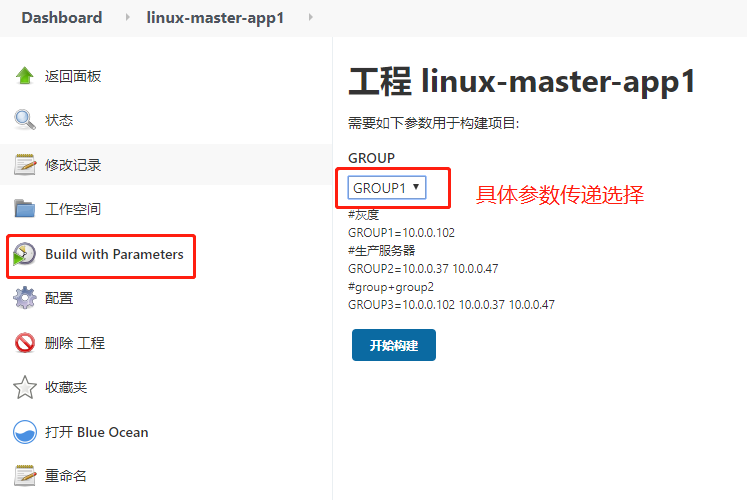 Dashboard
linux-master-app1
返回面板
状态
修改记录
工作空间
Build with Parameters
配置
删除 工程
收藏夹
打开 Blue Ocean
重命名
工程 linux-master-app1
需要如下参数用于构建项目:
GROUP
GROUP1
具体参数传递选择
#灰度
GROUP1=10.0.0.102
#生产服务器
GROUP2=10.0.0.37 10.0.0.47
#group+group2
GROUP3=10.0.0.102 10.0.0.37 10.0.0.47
开始构建